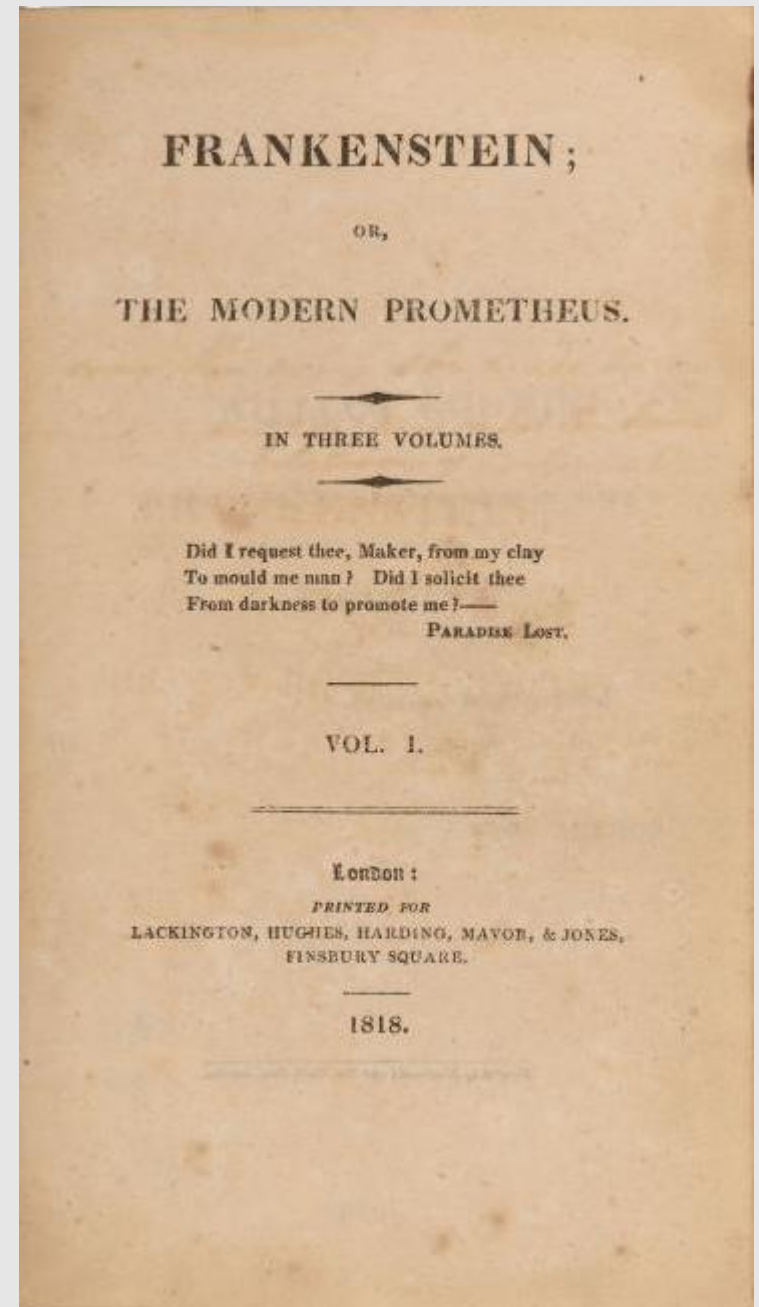 FRANKENSTEIN;
OR,
THE MODERN PROMETHEUS.
IN THREE VOLUMES.
Did I request thee, Maker, from my clay
To mould me man? Did I solicit thee
From darkness to promote me?——
PARADISE LOST.
VOL. I.
London:
PRINTED FOR
LACKINGTON, HUGHES, HARDING, MAVOR, & JONES,
FINSBURY SQUARE.
1818.